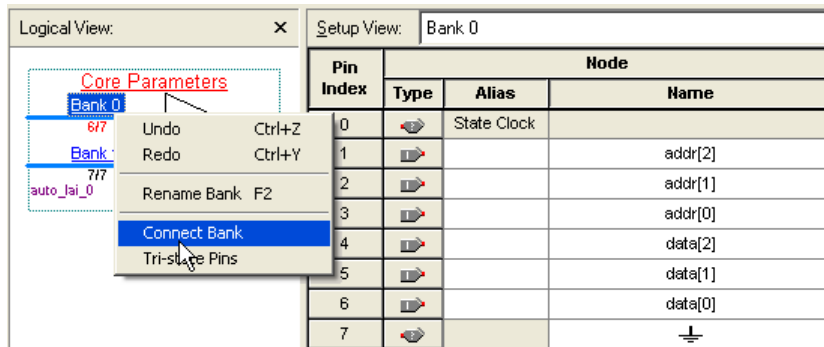 Logical View:
×
Core Parameters
Bank 0
6/7
Bank
7/7
auto_lai_0
Undo Ctrl+Z
Redo Ctrl+Y
Rename Bank F2
Connect Bank
Tri-state Pins
Setup View: Bank 0
Pin Index
Node
Type Alias Name
0 State Clock
1 addr[2]
2 addr[1]
3 addr[0]
4 data[2]
5 data[1]
6 data[0]
7